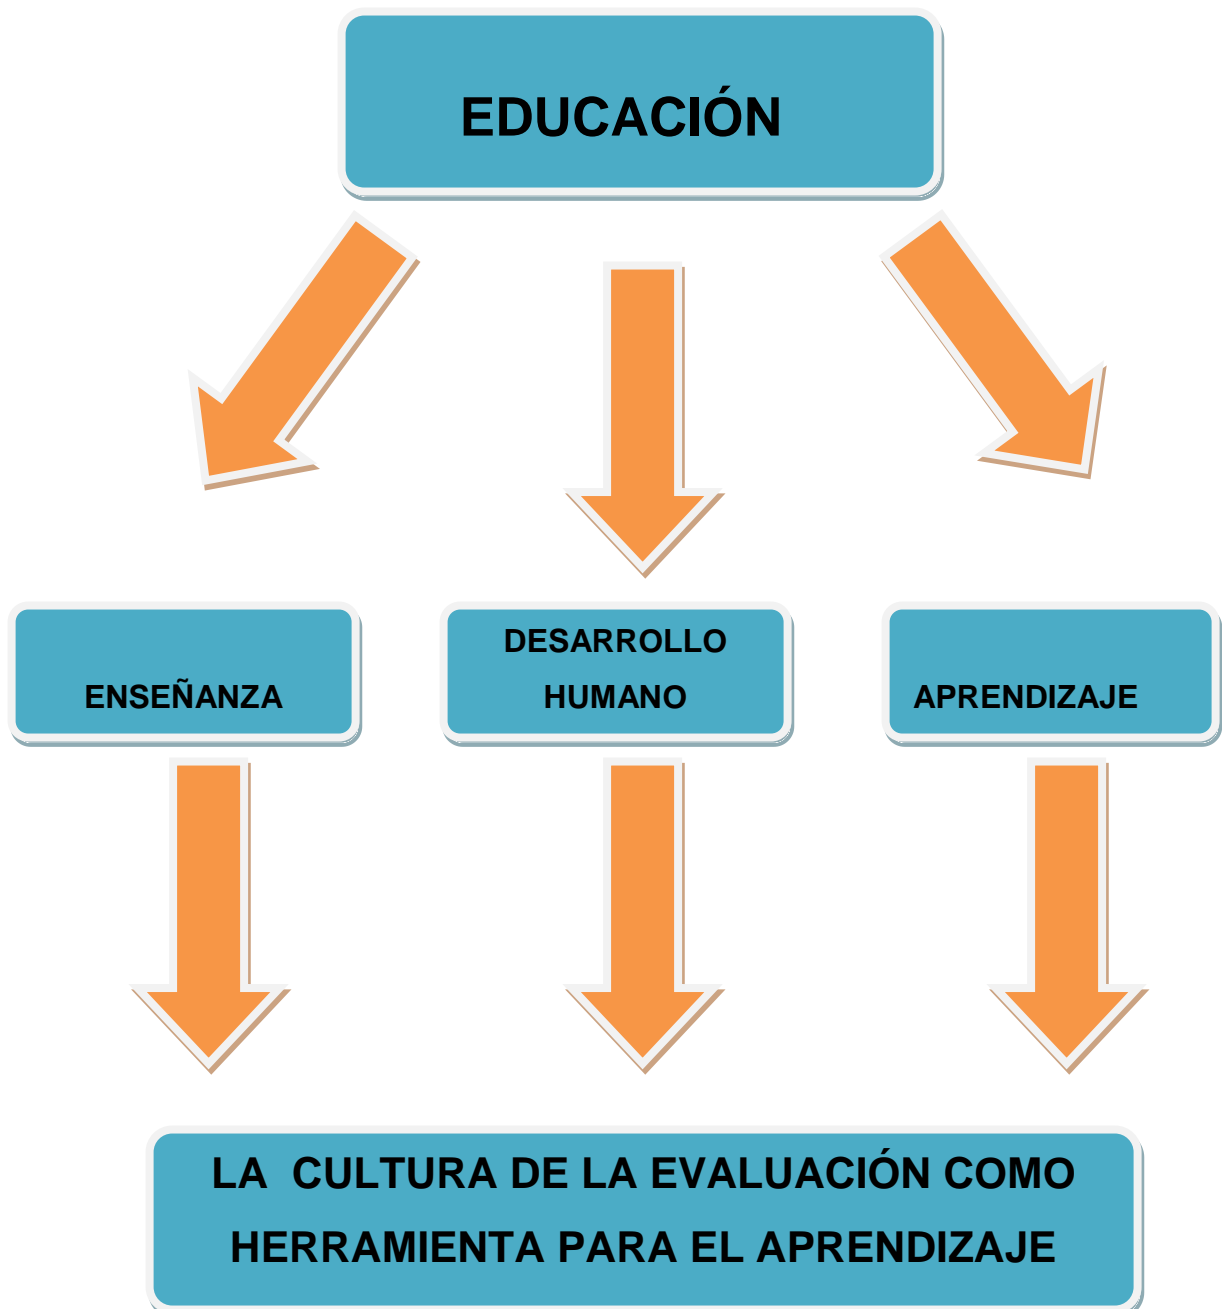 EDUCACIÓN
ENSEÑANZA
DESARROLLO
HUMANO
APRENDIZAJE
LA CULTURA DE LA EVALUACIÓN COMO
HERRAMIENTA PARA EL APRENDIZAJE